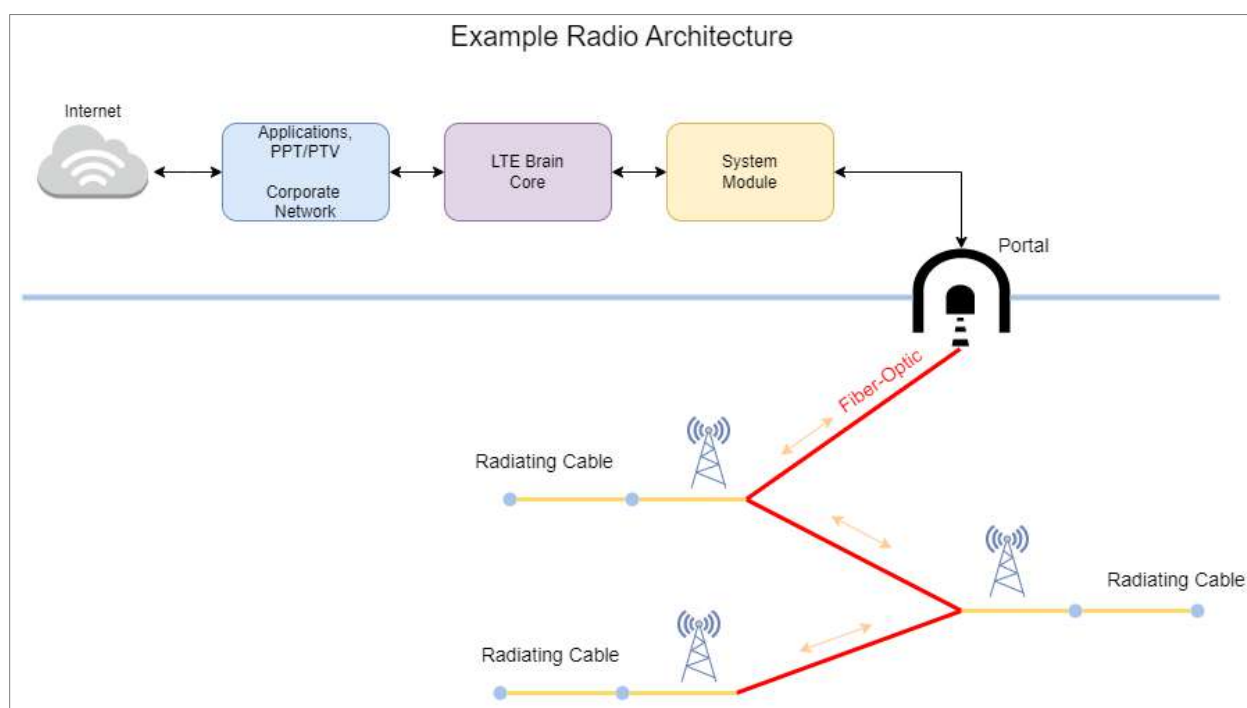 Example Radio Architecture
Internet
Applications,
PPT/PTV
Corporate
Network
LTE Brain
Core
System
Module
Portal
Fiber-Optic
Radiating Cable
Radiating Cable
Radiating Cable